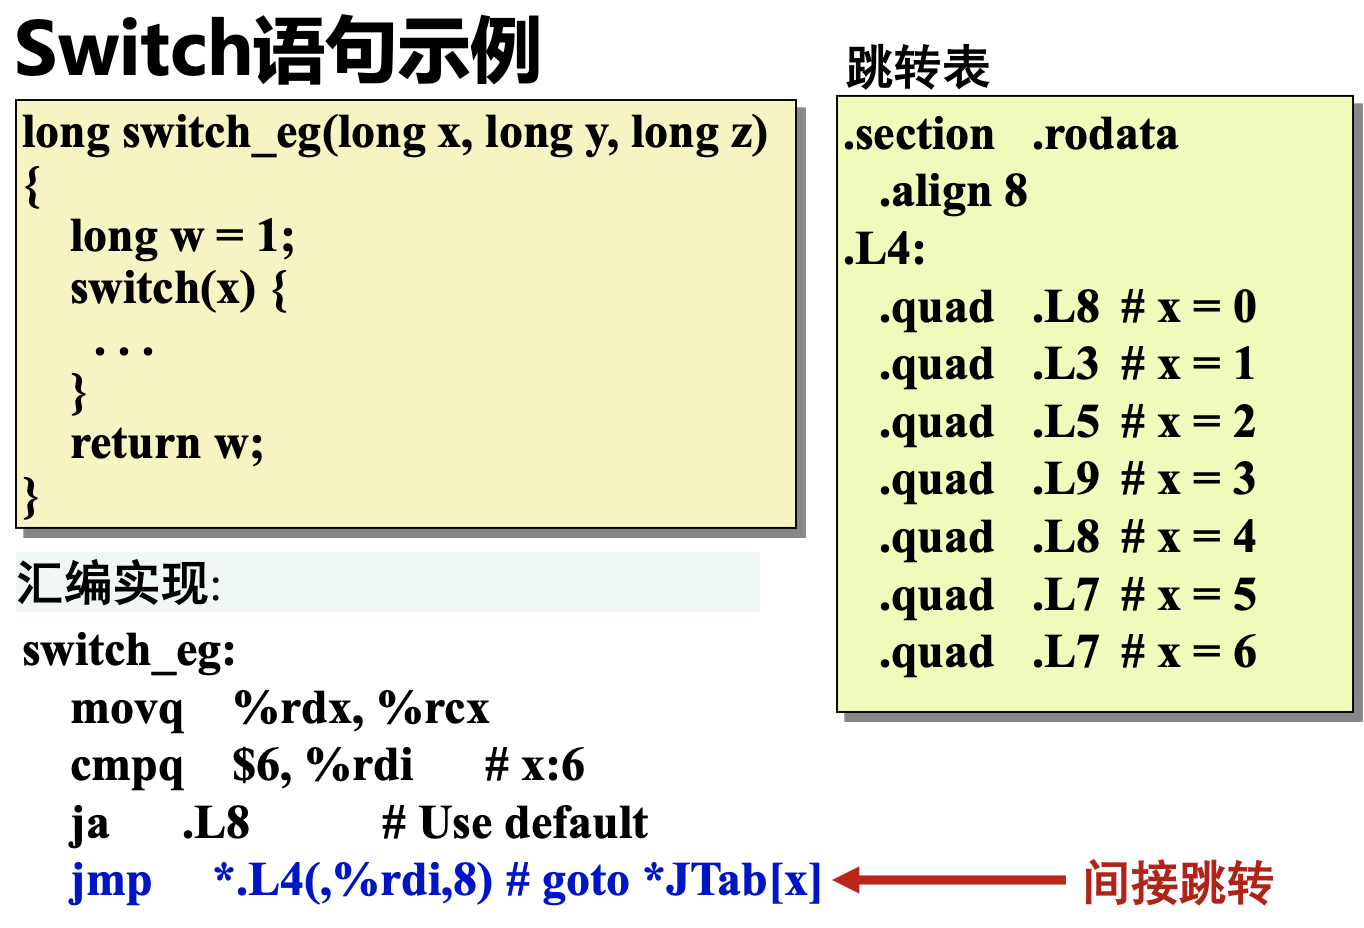 Switch语句示例
long switch_eg(long x, long y, long z)
{
long w = 1;
switch(x) {
. . .
}
return w;
}
汇编实现:
switch_eg:
movq %rdx, %rcx
cmpq $6, %rdi # x:6
ja .L8 # Use default
jmp *.L4(,%rdi,8) # goto *JTab[x]
间接跳转
跳转表
.section .rodata
.align 8
.L4:
.quad .L8 # x = 0
.quad .L3 # x = 1
.quad .L5 # x = 2
.quad .L9 # x = 3
.quad .L8 # x = 4
.quad .L7 # x = 5
.quad .L7 # x = 6